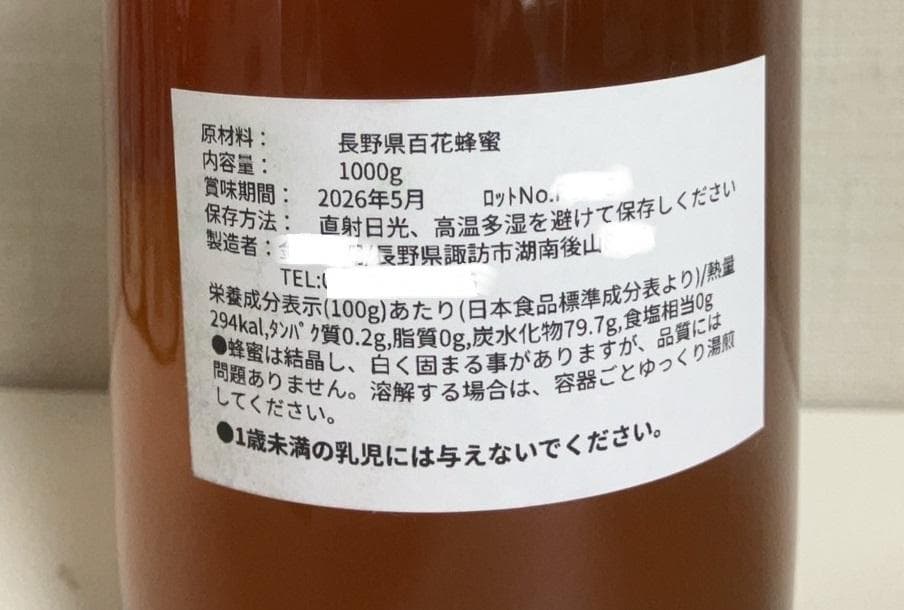 原材料： 長野県百花蜂蜜
内容量： 1000g
賞味期間： 2026年5月 ﾛｯﾄNo.
保存方法： 直射日光、高温多湿を避けて保存しください
製造者： /長野県諏訪市湖南後山
TEL:
栄養成分表示(100g)あたり(日本食品標準成分表より)/熱量
294kal,ﾀﾝﾊﾟｸ質0.2g,脂質0g,炭水化物79.7g,食塩相当0g
●蜂蜜は結晶し、白く固まる事がありますが、品質には
問題ありません。溶解する場合は、容器ごとゆっくり湯煎
してください。
●1歳未満の乳児には与えないでください。